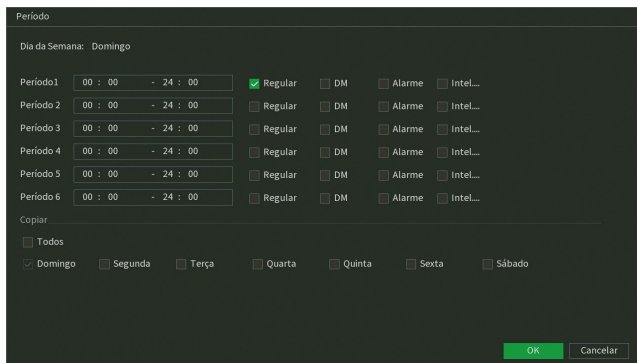 Período
Dia da Semana: Domingo
Período1 00 : 00 - 24 : 00 Regular DM Alarme Intel....
Período 2 00 : 00 - 24 : 00 Regular DM Alarme Intel....
Período 3 00 : 00 - 24 : 00 Regular DM Alarme Intel....
Período 4 00 : 00 - 24 : 00 Regular DM Alarme Intel....
Período 5 00 : 00 - 24 : 00 Regular DM Alarme Intel....
Período 6 00 : 00 - 24 : 00 Regular DM Alarme Intel....
Copiar
Todos
Domingo Segunda Terça Quarta Quinta Sexta Sábado
OK Cancelar